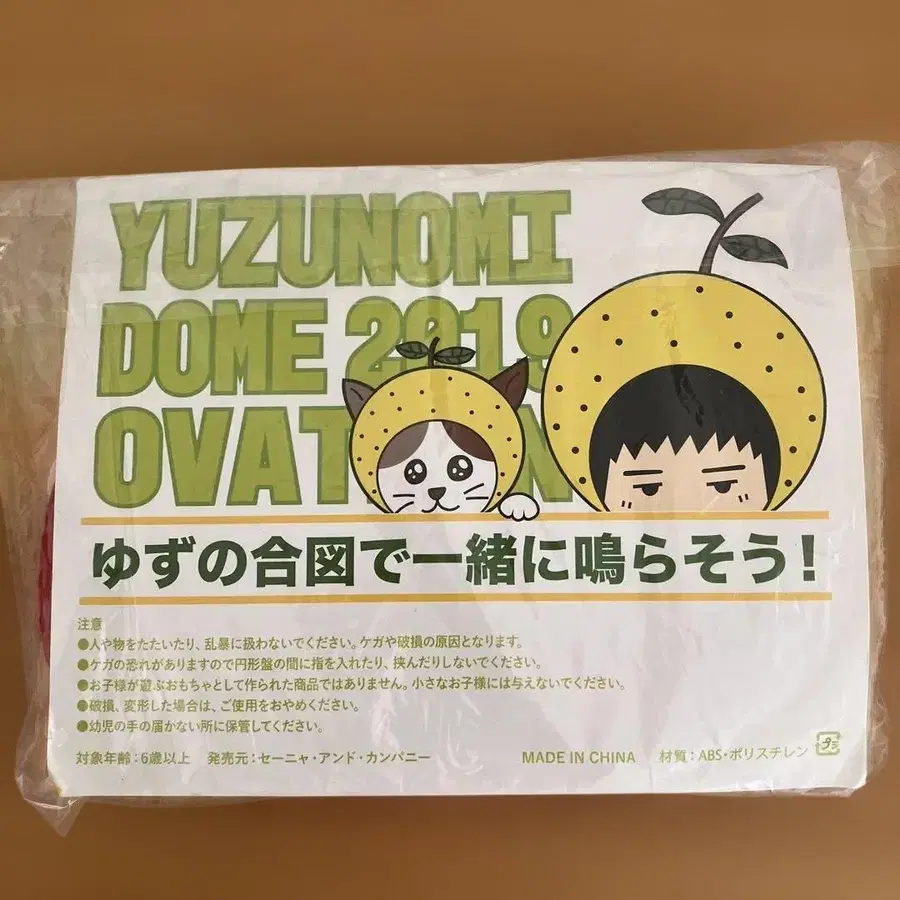 YUZUNOMI
DOME 2019
OVATION
ゆずの合図で一緒に鳴らそう!
注意
●人や物をたたいたり、乱暴に扱わないでください。ケガや破損の原因となります。
●ケガの恐れがありますので円形盤の間に指を入れたり、挟んだりしないでください。
●お子様が遊ぶおもちゃとして作られた商品ではありません。小さなお子様には与えないでください。
●破損、変形した場合は、ご使用をおやめください。
●幼児の手の届かない所に保管してください。
対象年齢:6歳以上 発売元:セーニャ・アンド・カンパニー MADE IN CHINA 材質:ABS・ポリスチレン プラ